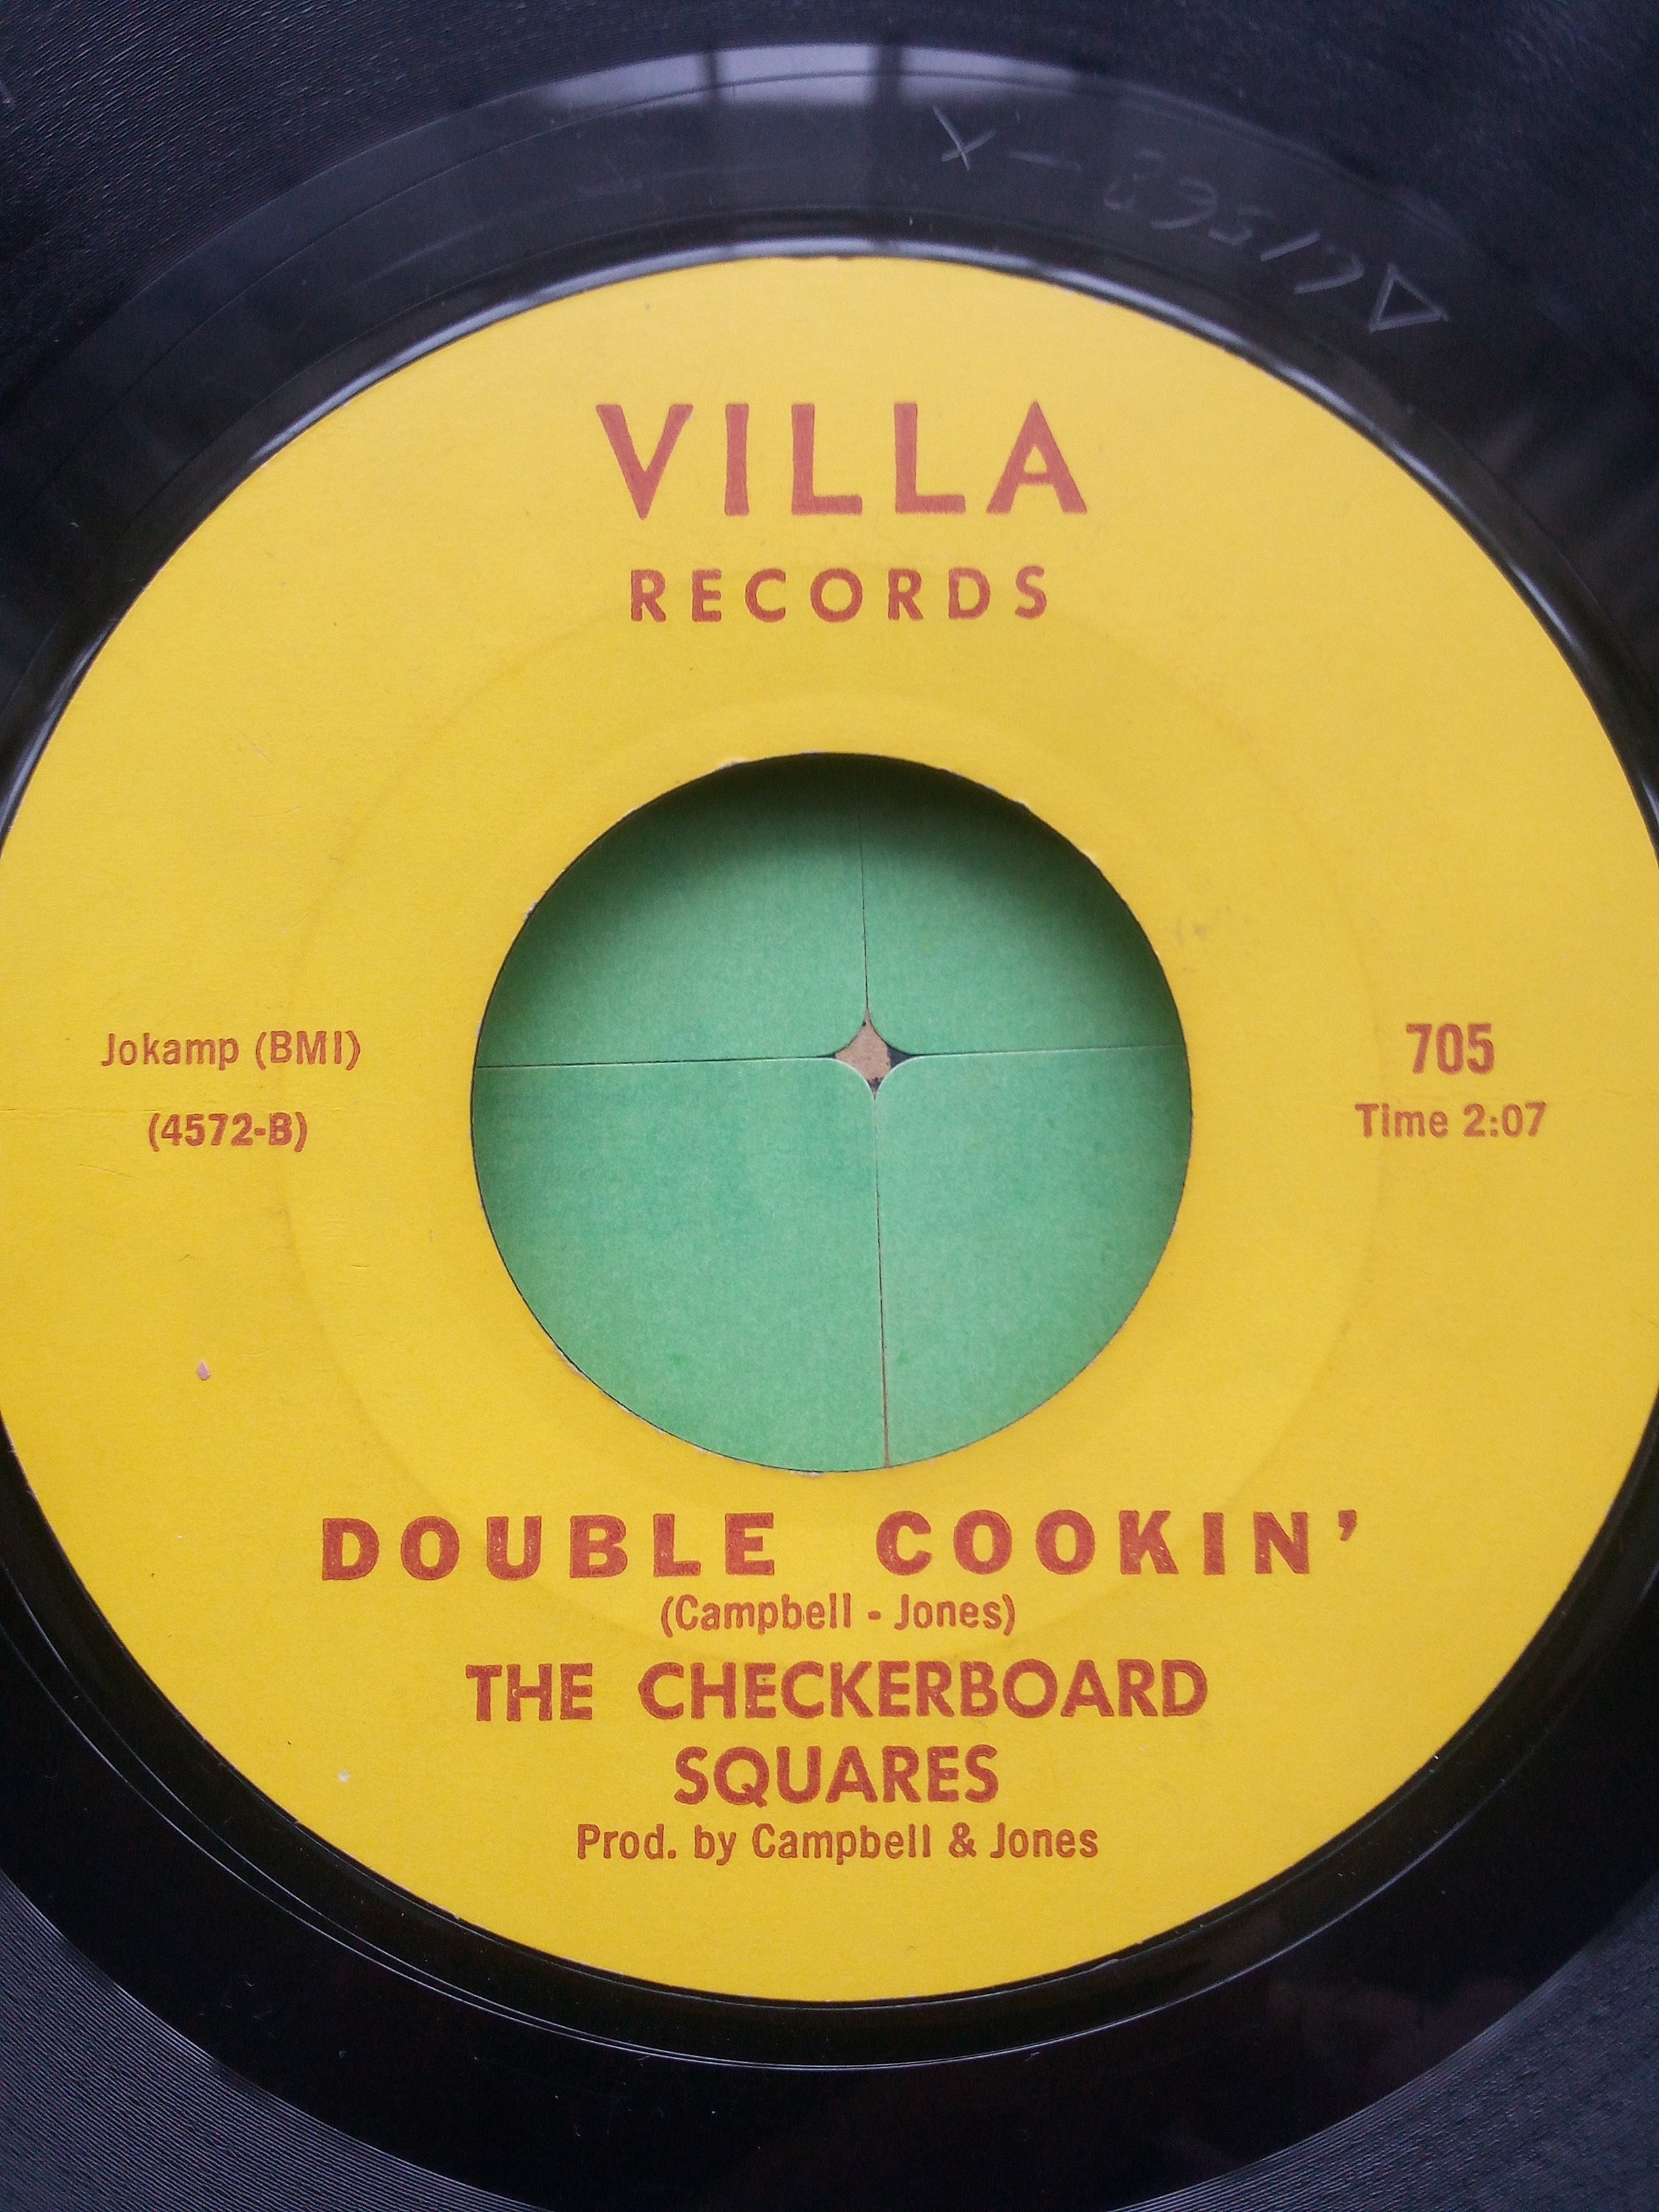 VILLA
RECORDS
Jokamp (BMI)
(4572-B)
705
Time 2:07
DOUBLE COOKIN'
(Campbell - Jones)
THE CHECKERBOARD
SQUARES
Prod. by Campbell & Jones